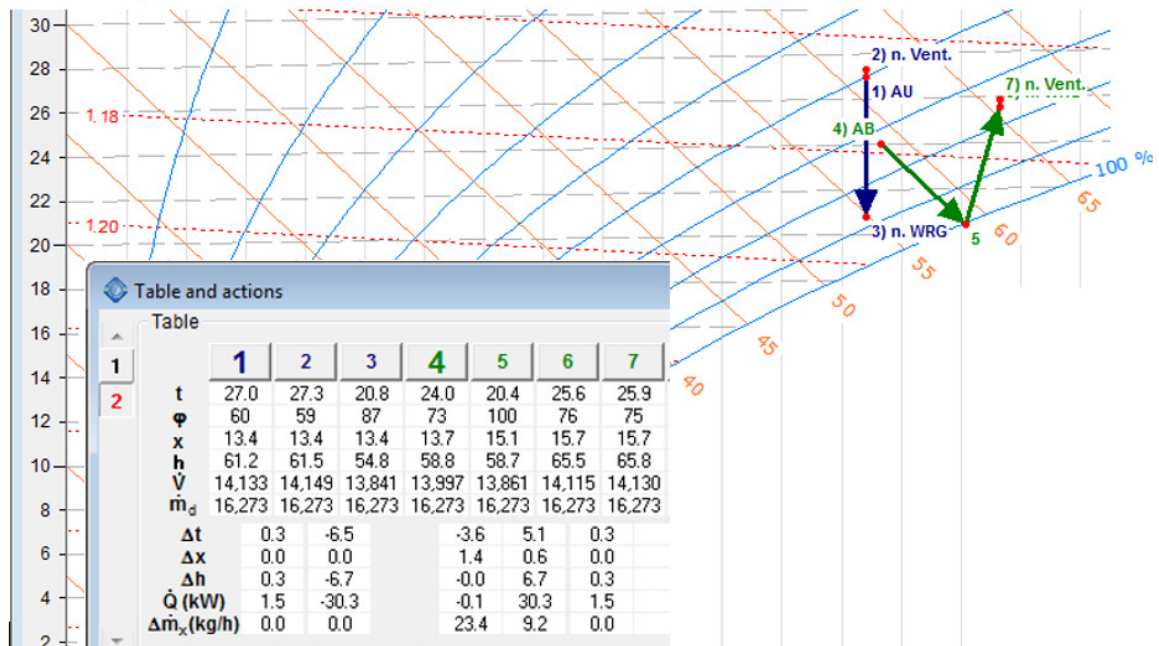 30
28
26
24
22
20
18
16
14
12
10
8
6
4
2
1.18
1.20
2) n. Vent.
1) AU
4) AB
3) n. WRG
7) n. Vent.
5
100 %
65
60
55
50
45
40
Table and actions
Table
1
2
1 2 3 4 5 6 7
t 27.0 27.3 20.8 24.0 20.4 25.6 25.9
φ 60 59 87 73 100 76 75
x 13.4 13.4 13.4 13.7 15.1 15.7 15.7
h 61.2 61.5 54.8 58.8 58.7 65.5 65.8
V̇ 14,133 14,149 13,841 13,997 13,861 14,115 14,130
ṁd 16,273 16,273 16,273 16,273 16,273 16,273 16,273
Δt 0.3 -6.5 -3.6 5.1 0.3
Δx 0.0 0.0 1.4 0.6 0.0
Δh 0.3 -6.7 -0.0 6.7 0.3
Q̇ (kW) 1.5 -30.3 -0.1 30.3 1.5
Δṁx(kg/h) 0.0 0.0 23.4 9.2 0.0